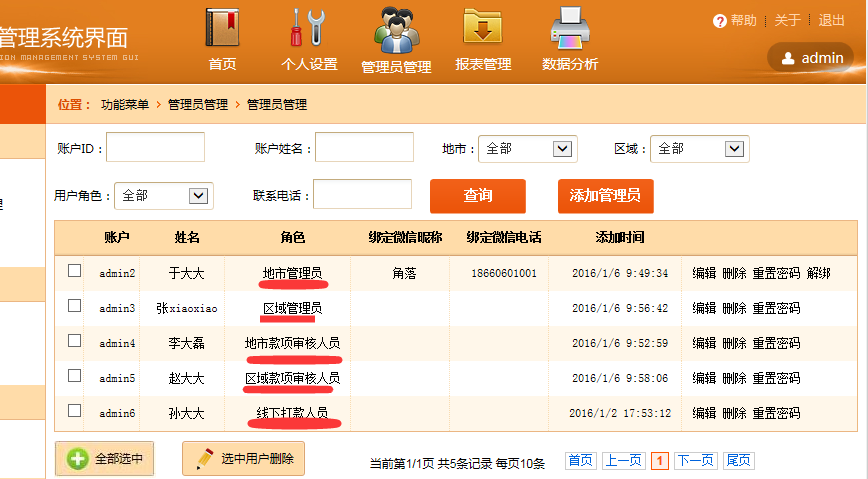 管理系统界面
ION MANAGEMENT SYSTEM GUI
首页 个人设置 管理员管理 报表管理 数据分析
帮助 关于 退出
admin
位置： 功能菜单 > 管理员管理 > 管理员管理
账户ID： 账户姓名： 地市： 全部 区域： 全部
用户角色： 全部 联系电话： 查询 添加管理员
账户 姓名 角色 绑定微信昵称 绑定微信电话 添加时间
admin2 于大大 地市管理员 角落 18660601001 2016/1/6 9:49:34 编辑 删除 重置密码 解绑
admin3 张xiaoxiao 区域管理员 2016/1/6 9:56:42 编辑 删除 重置密码
admin4 李大磊 地市款项审核人员 2016/1/6 9:52:59 编辑 删除 重置密码
admin5 赵大大 区域款项审核人员 2016/1/6 9:58:06 编辑 删除 重置密码
admin6 孙大大 线下打款人员 2016/1/2 17:53:12 编辑 删除 重置密码
全部选中 选中用户删除 当前第1/1页 共5条记录 每页10条 首页 上一页 1 下一页 尾页